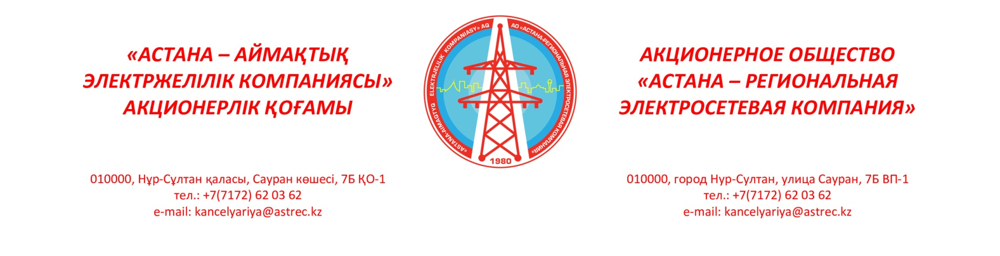 «АСТАНА – АЙМАҚТЫҚ
ЭЛЕКТРЖЕЛІЛІК КОМПАНИЯСЫ»
АКЦИОНЕРЛІК ҚОҒАМЫ
010000, Нұр-Сұлтан қаласы, Сауран көшесі, 7Б ҚО-1
тел.: +7(7172) 62 03 62
e-mail: kancelyariya@astrec.kz
«ASTANA-AIMAQTYQ ELEKTRJELILIK KOMPANIASY» AQ
АО «АСТАНА-РЕГИОНАЛЬНАЯ ЭЛЕКТРОСЕТЕВАЯ КОМПАНИЯ»
1980
АКЦИОНЕРНОЕ ОБЩЕСТВО
«АСТАНА – РЕГИОНАЛЬНАЯ
ЭЛЕКТРОСЕТЕВАЯ КОМПАНИЯ»
010000, город Нур-Султан, улица Сауран, 7Б ВП-1
тел.: +7(7172) 62 03 62
e-mail: kancelyariya@astrec.kz